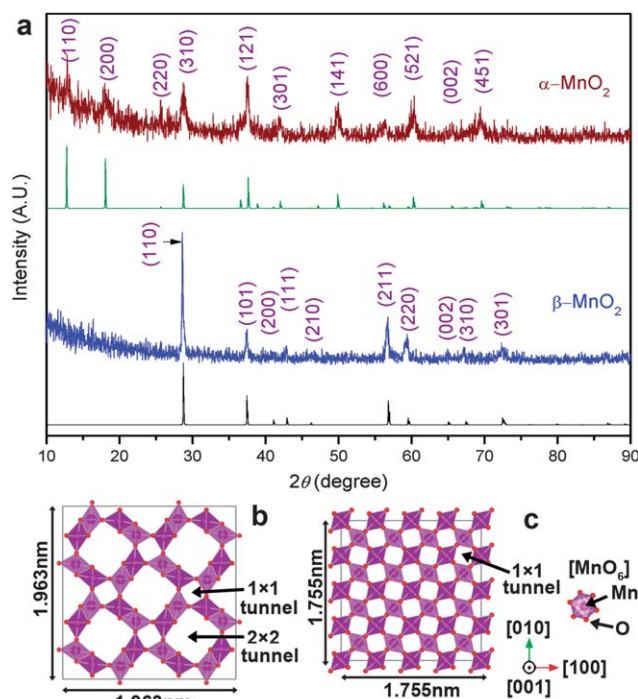 a
(110)
(200)
(220)
(310)
(121)
(301)
(141)
(600)
(521)
(002)
(451)
α–MnO2
Intensity (A.U.)
(110)
(101)
(200)
(111)
(210)
(211)
(220)
(002)
(310)
(301)
β–MnO2
10 20 30 40 50 60 70 80 90
2θ (degree)
b
1.963nm
1×1
tunnel
2×2
tunnel
c
1.755nm
1×1
tunnel
1.755nm
[MnO6]
Mn
O
[010]
[100]
[001]